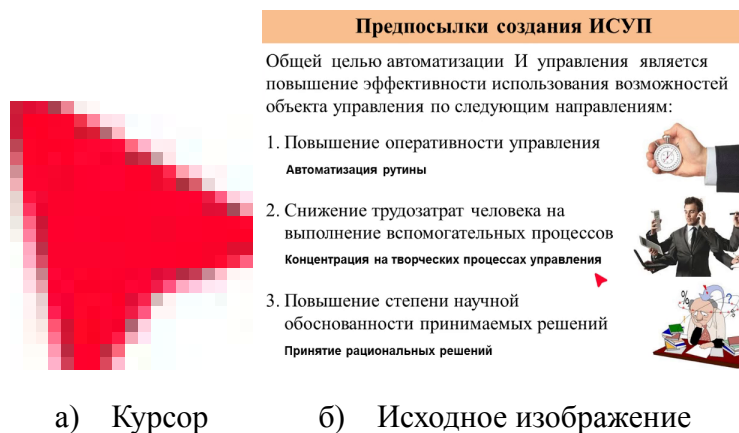 Предпосылки создания ИСУП
Общей целью автоматизации И управления является
повышение эффективности использования возможностей
объекта управления по следующим направлениям:
1. Повышение оперативности управления
Автоматизация рутины
2. Снижение трудозатрат человека на
выполнение вспомогательных процессов
Концентрация на творческих процессах управления
3. Повышение степени научной
обоснованности принимаемых решений
Принятие рациональных решений
а) Курсор
б) Исходное изображение